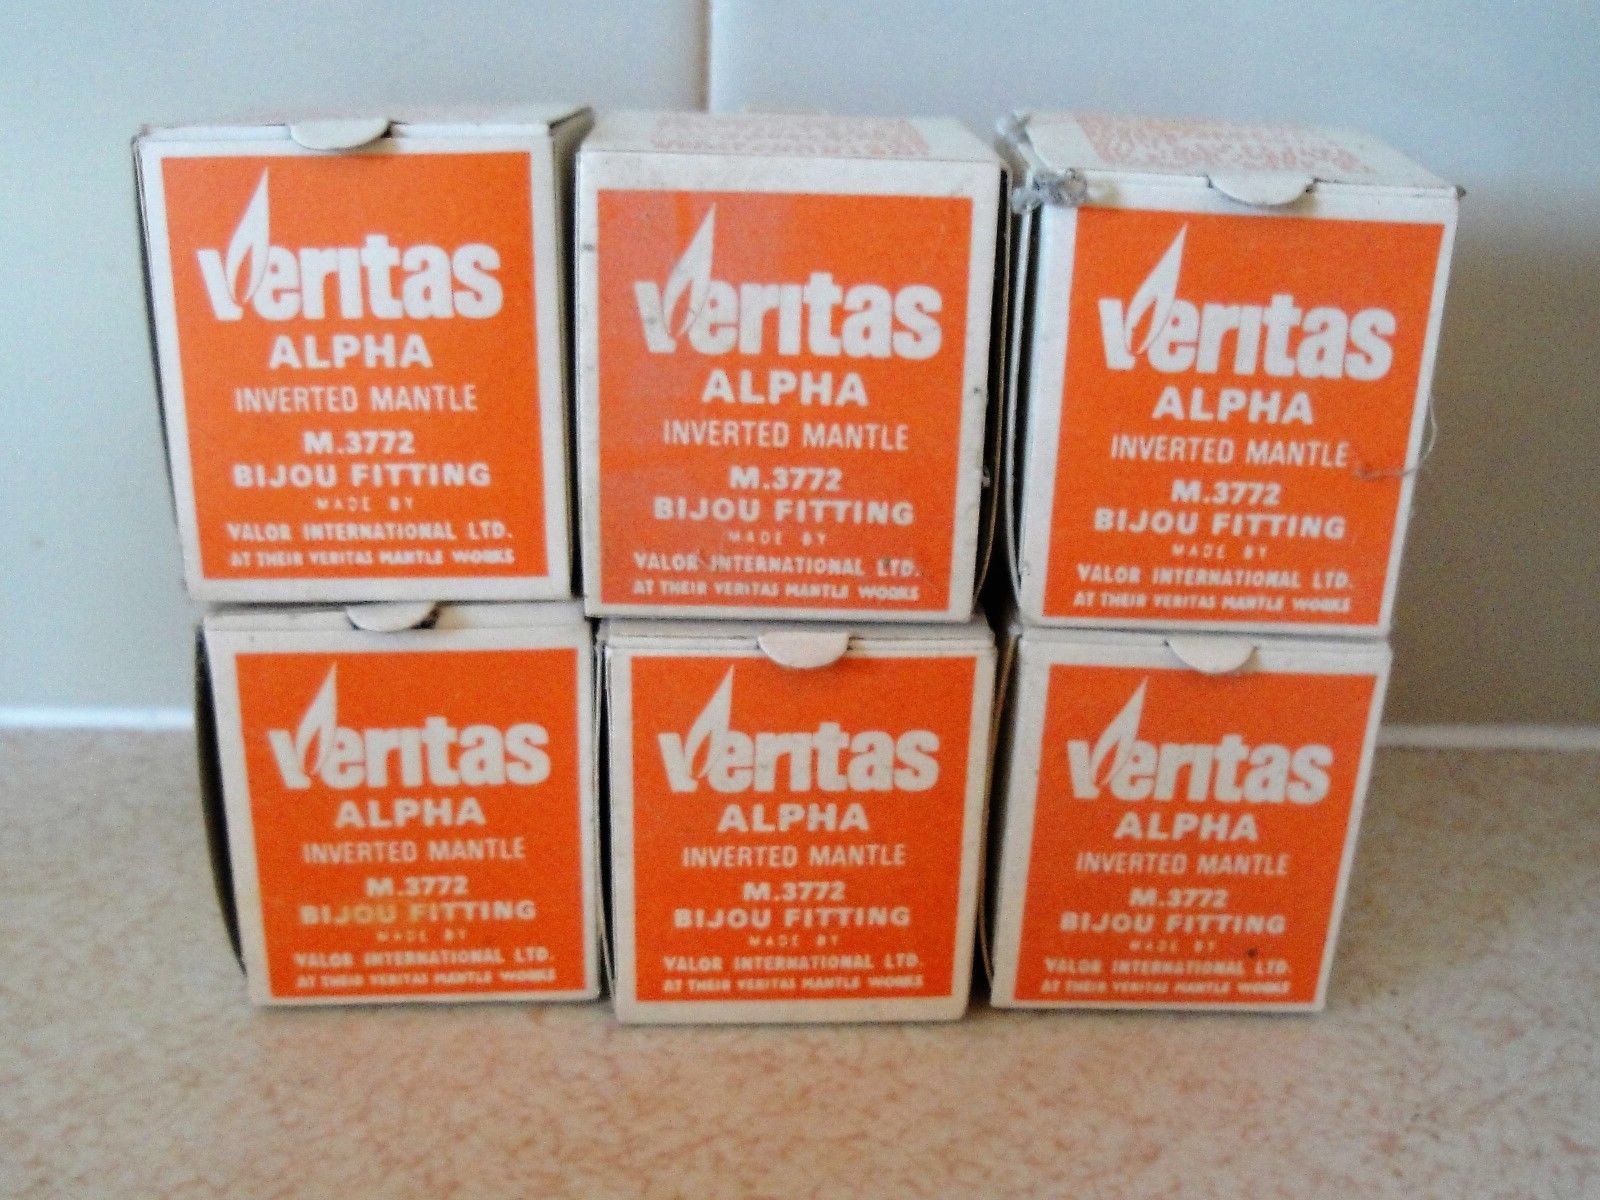 Veritas
ALPHA
INVERTED MANTLE
M.3772
BIJOU FITTING
MADE BY
VALOR INTERNATIONAL LTD.
AT THEIR VERITAS MANTLE WORKS
Veritas
ALPHA
INVERTED MANTLE
M.3772
BIJOU FITTING
MADE BY
VALOR INTERNATIONAL LTD.
AT THEIR VERITAS MANTLE WORKS
Veritas
ALPHA
INVERTED MANTLE
M.3772
BIJOU FITTING
MADE BY
VALOR INTERNATIONAL LTD.
AT THEIR VERITAS MANTLE WORKS
Veritas
ALPHA
INVERTED MANTLE
M.3772
BIJOU FITTING
MADE BY
VALOR INTERNATIONAL LTD.
AT THEIR VERITAS MANTLE WORKS
Veritas
ALPHA
INVERTED MANTLE
M.3772
BIJOU FITTING
MADE BY
VALOR INTERNATIONAL LTD.
AT THEIR VERITAS MANTLE WORKS
Veritas
ALPHA
INVERTED MANTLE
M.3772
BIJOU FITTING
MADE BY
VALOR INTERNATIONAL LTD.
AT THEIR VERITAS MANTLE WORKS